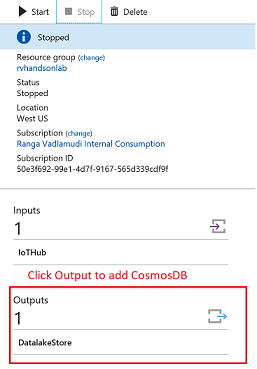 Start Stop Delete
Stopped
Resource group (change)
rvhandsonlab
Status
Stopped
Location
West US
Subscription (change)
Ranga Vadlamudi Internal Consumption
Subscription ID
50e3f692-99e1-4d7f-9167-565d339cdf9f
Inputs
1
IoTHub
Click Output to add CosmosDB
Outputs
1
DatalakeStore